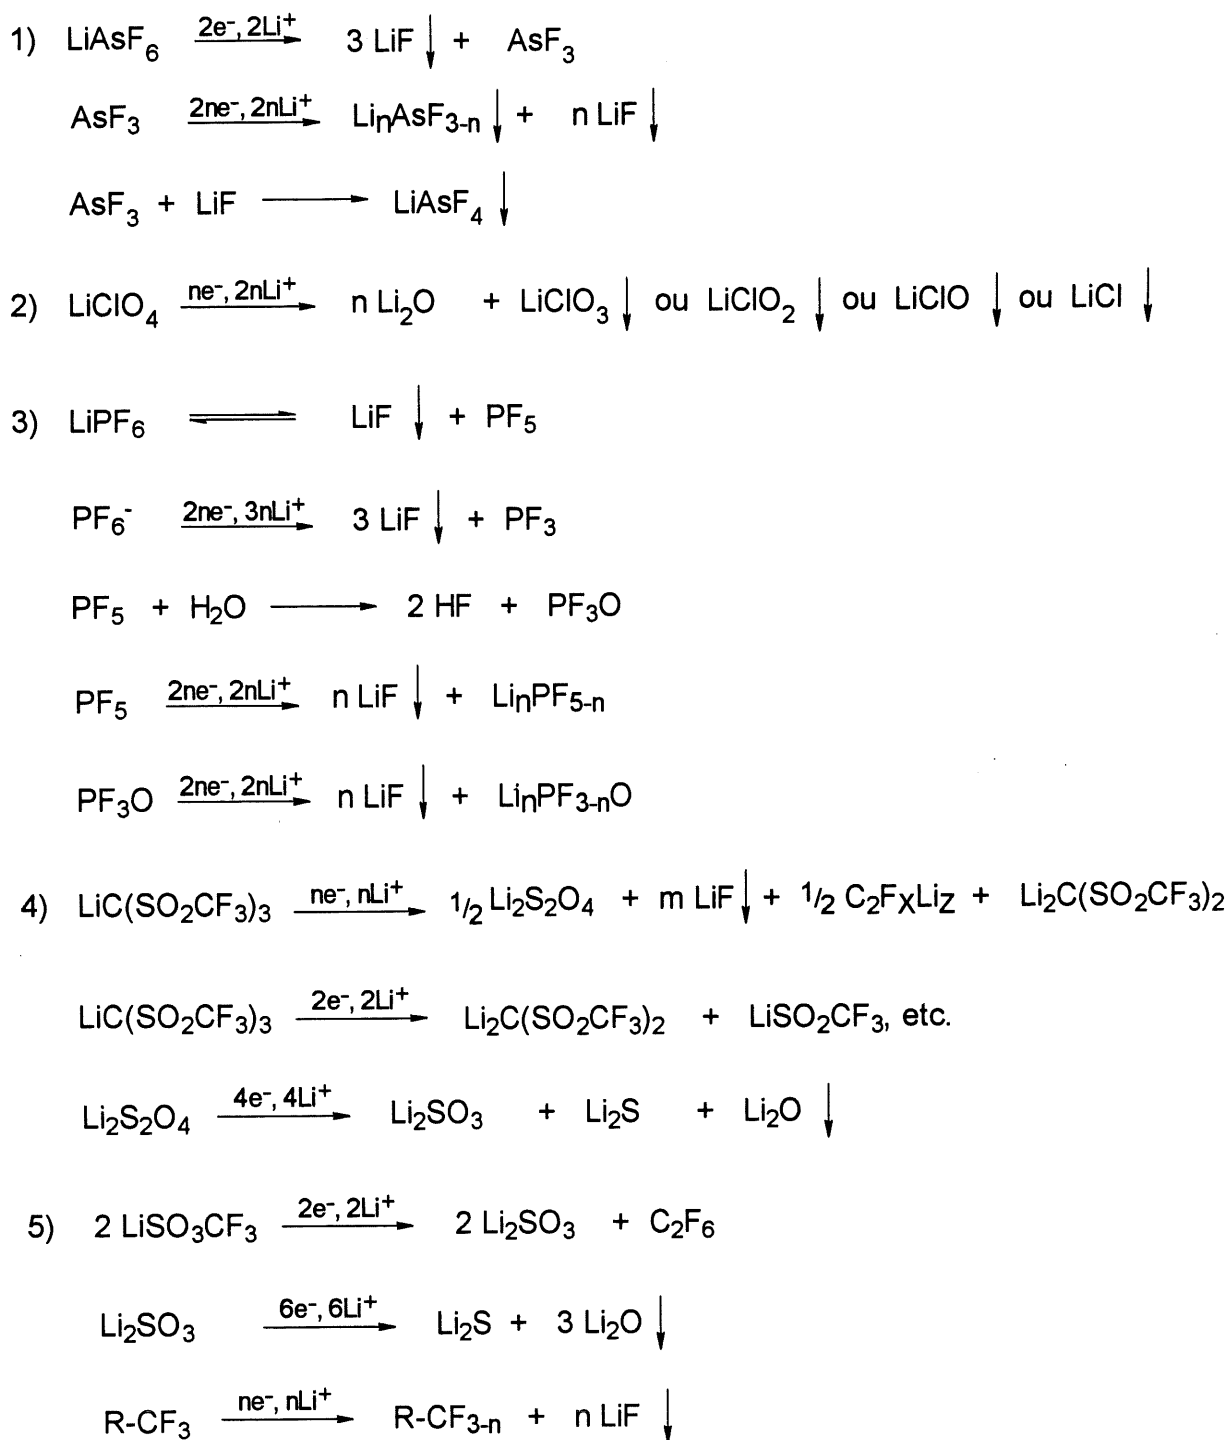 1) LiAsF₆ 2e⁻, 2Li⁺ → 3 LiF ↓ + AsF₃
AsF₃ 2ne⁻, 2nLi⁺ → LinAsF₃₋ₙ ↓ + n LiF ↓
AsF₃ + LiF → LiAsF₄ ↓
2) LiClO₄ ne⁻, 2nLi⁺ → n Li₂O + LiClO₃ ↓ ou LiClO₂ ↓ ou LiClO ↓ ou LiCl ↓
3) LiPF₆ ⇌ LiF ↓ + PF₅
PF₆⁻ 2ne⁻, 3nLi⁺ → 3 LiF ↓ + PF₃
PF₅ + H₂O → 2 HF + PF₃O
PF₅ 2ne⁻, 2nLi⁺ → n LiF ↓ + LinPF₅₋ₙ
PF₃O 2ne⁻, 2nLi⁺ → n LiF ↓ + LinPF₃₋ₙO
4) LiC(SO₂CF₃)₃ ne⁻, nLi⁺ → 1/2 Li₂S₂O₄ + m LiF ↓ + 1/2 C₂FxLiz + Li₂C(SO₂CF₃)₂
LiC(SO₂CF₃)₃ 2e⁻, 2Li⁺ → Li₂C(SO₂CF₃)₂ + LiSO₂CF₃, etc.
Li₂S₂O₄ 4e⁻, 4Li⁺ → Li₂SO₃ + Li₂S + Li₂O ↓
5) 2 LiSO₃CF₃ 2e⁻, 2Li⁺ → 2 Li₂SO₃ + C₂F₆
Li₂SO₃ 6e⁻, 6Li⁺ → Li₂S + 3 Li₂O ↓
R-CF₃ ne⁻, nLi⁺ → R-CF₃₋ₙ + n LiF ↓